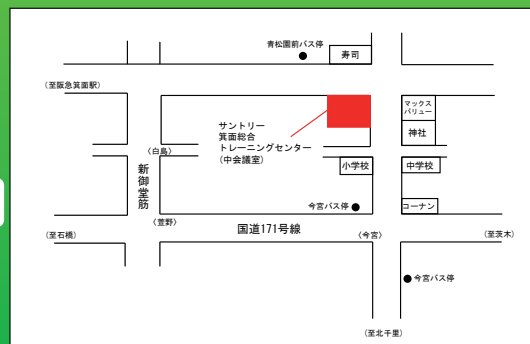 青松園前バス停
寿司
(至阪急箕面駅)
マックス
バリュー
神社
サントリー
箕面総合
トレーニングセンター
(中会議室)
〈白島〉
小学校
中学校
新御堂筋
今宮バス停
コーナン
〈萱野〉
国道171号線
(至石橋)
〈今宮〉
(至茨木)
今宮バス停
(至北千里)